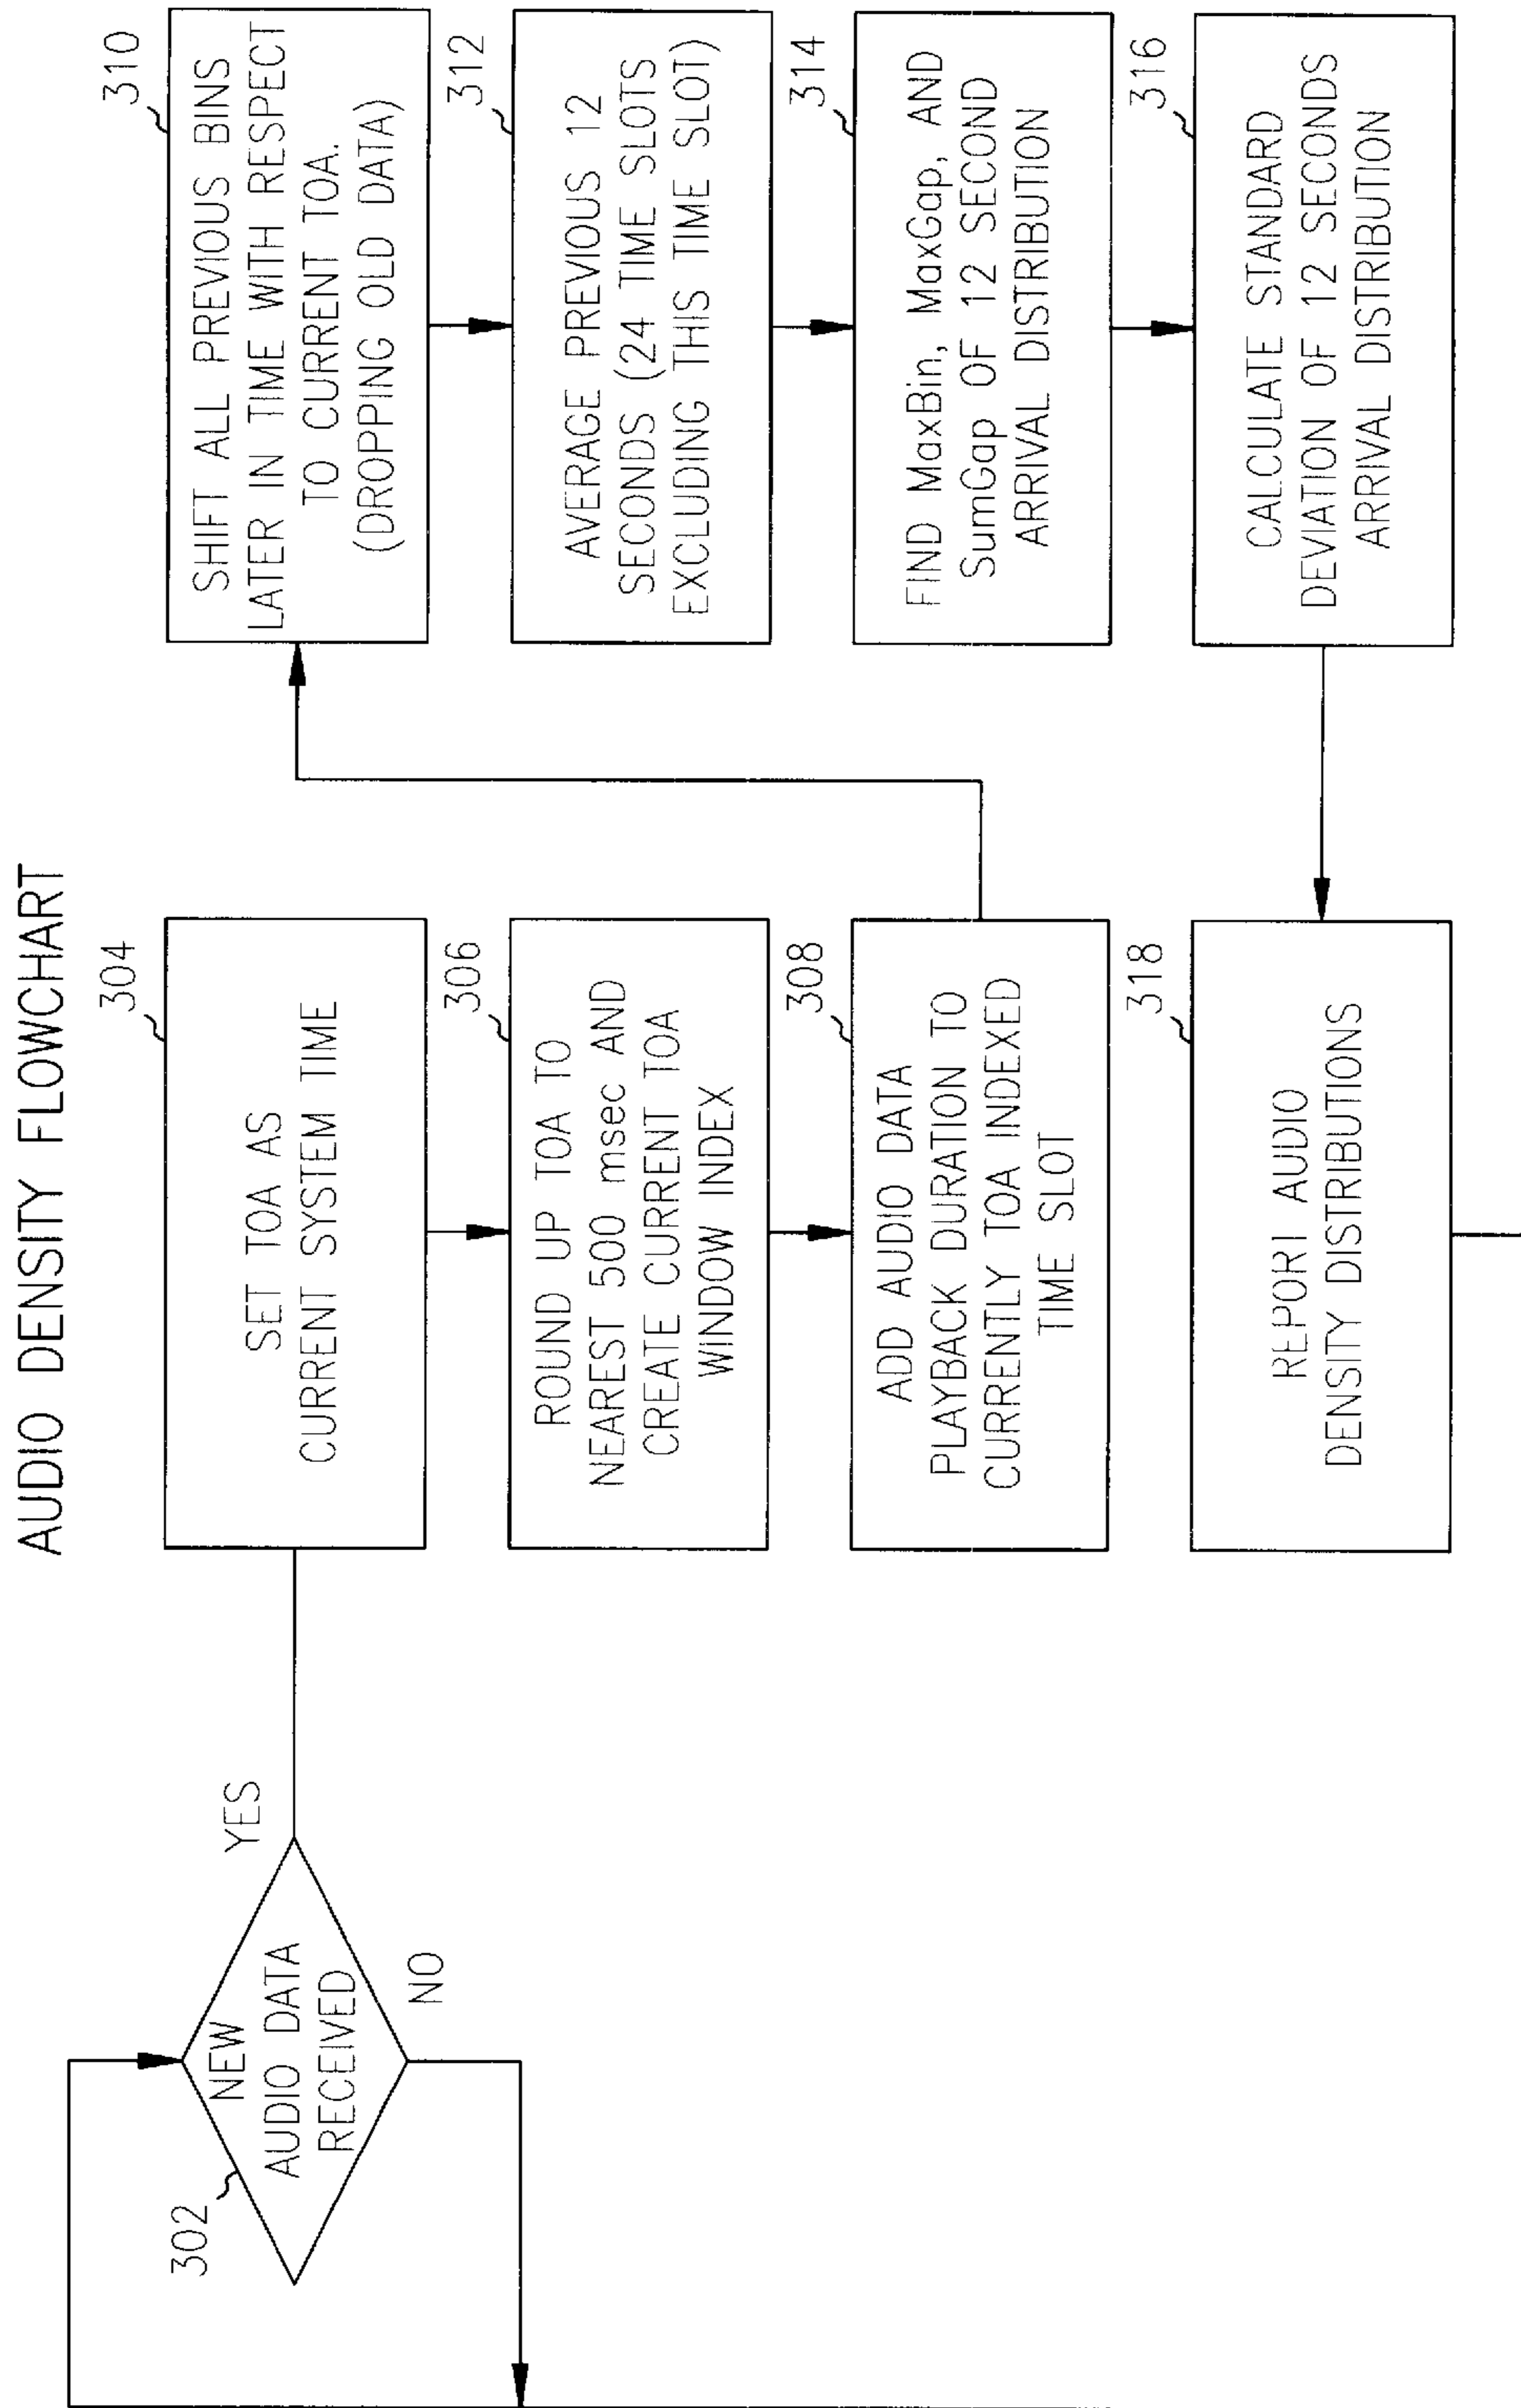 AUDIO DENSITY FLOWCHART
302
NEW
AUDIO DATA
RECEIVED
YES
NO
304
SET TOA AS
CURRENT SYSTEM TIME
306
ROUND UP TOA TO
NEAREST 500 msec AND
CREATE CURRENT TOA
WINDOW INDEX
308
ADD AUDIO DATA
PLAYBACK DURATION TO
CURRENTLY TOA INDEXED
TIME SLOT
310
SHIFT ALL PREVIOUS BINS
LATER IN TIME WITH RESPECT
TO CURRENT TOA.
(DROPPING OLD DATA)
312
AVERAGE PREVIOUS 12
SECONDS (24 TIME SLOTS
EXCLUDING THIS TIME SLOT)
314
FIND MaxBin, MaxGap, AND
SumGap OF 12 SECOND
ARRIVAL DISTRIBUTION
316
CALCULATE STANDARD
DEVIATION OF 12 SECONDS
ARRIVAL DISTRIBUTION
318
REPORT AUDIO
DENSITY DISTRIBUTIONS